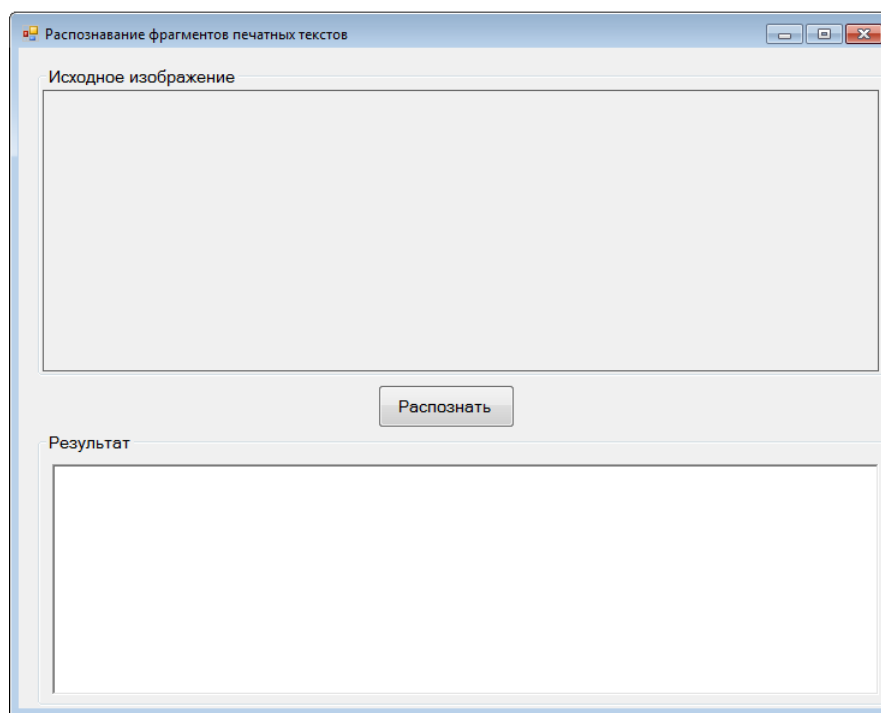 Распознавание фрагментов печатных текстов
Исходное изображение
Распознать
Результат